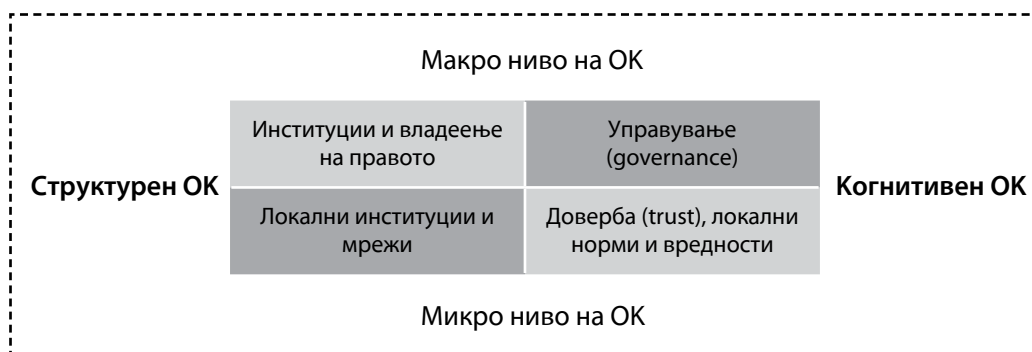 Макро ниво на ОК
Институции и владеење
на правото
Управување
(governance)
Структурен ОК
Когнитивен ОК
Локални институции и
мрежи
Доверба (trust), локални
норми и вредности
Микро ниво на ОК